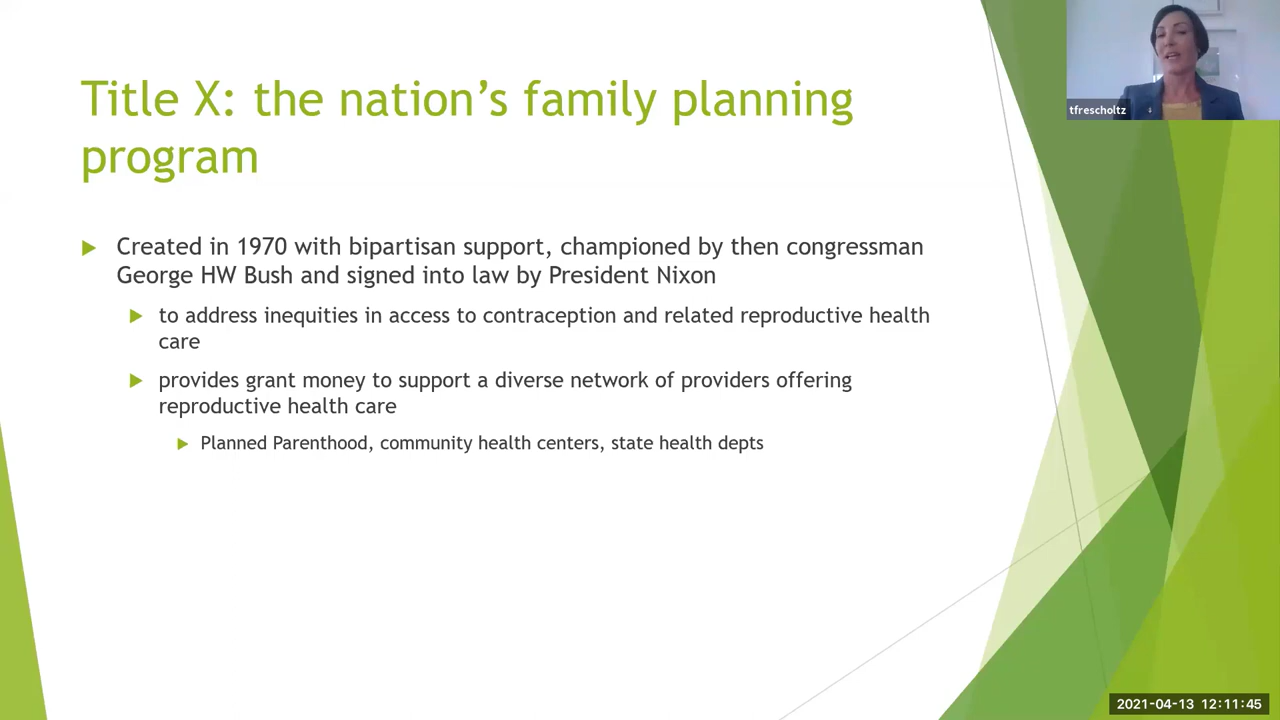 Title X: the nation's family planning
program
Created in 1970 with bipartisan support, championed by then congressman
George HW Bush and signed into law by President Nixon
to address inequities in access to contraception and related reproductive health
care
provides grant money to support a diverse network of providers offering
reproductive health care
Planned Parenthood, community health centers, state health depts
tfrescholtz
2021-04-13 12:11:45